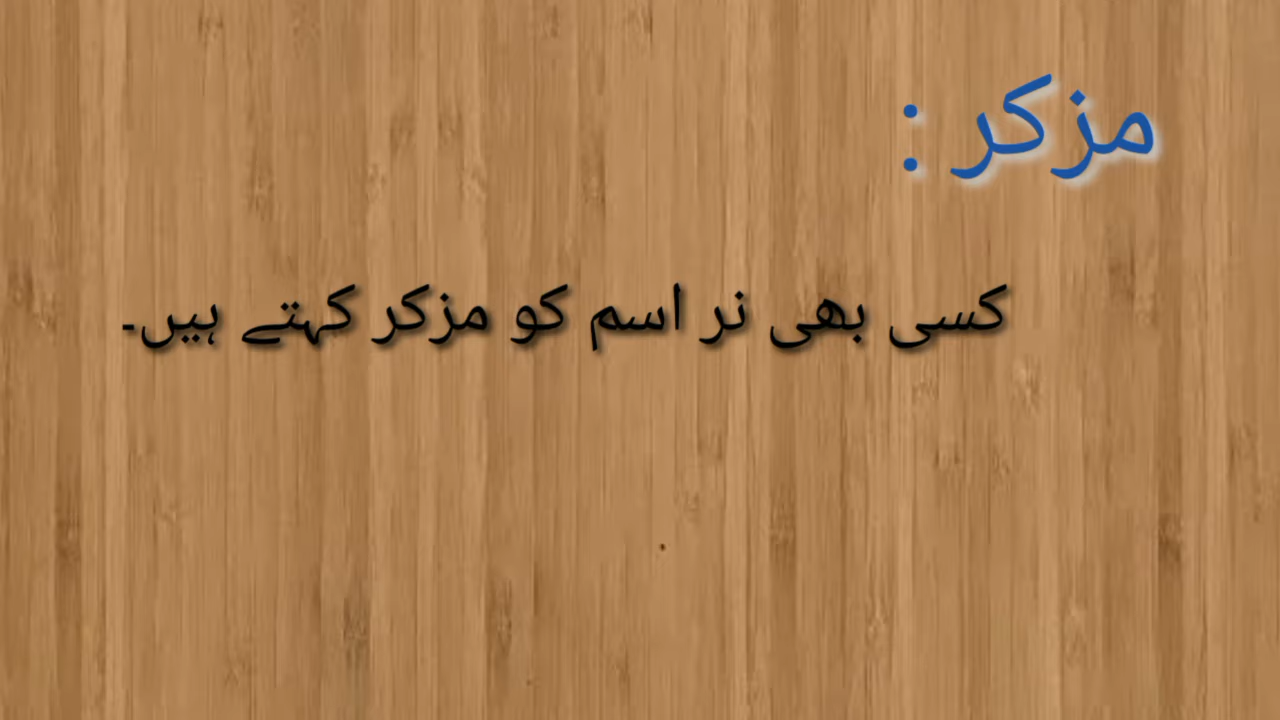 مزکر :
کسی بھی نر اسم کو مزکر کہتے ہیں۔